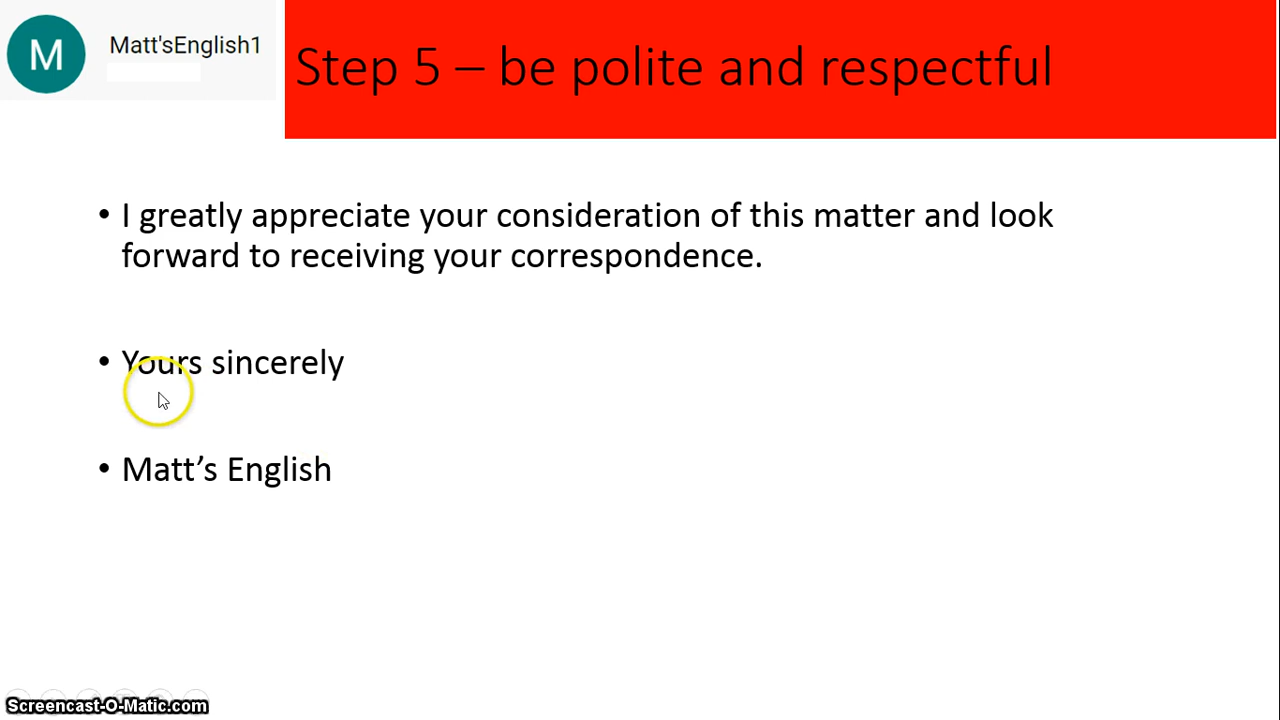 M
Matt'sEnglish1
Step 5 – be polite and respectful
• I greatly appreciate your consideration of this matter and look
forward to receiving your correspondence.
• Yours sincerely
• Matt’s English
Screencast-O-Matic.com